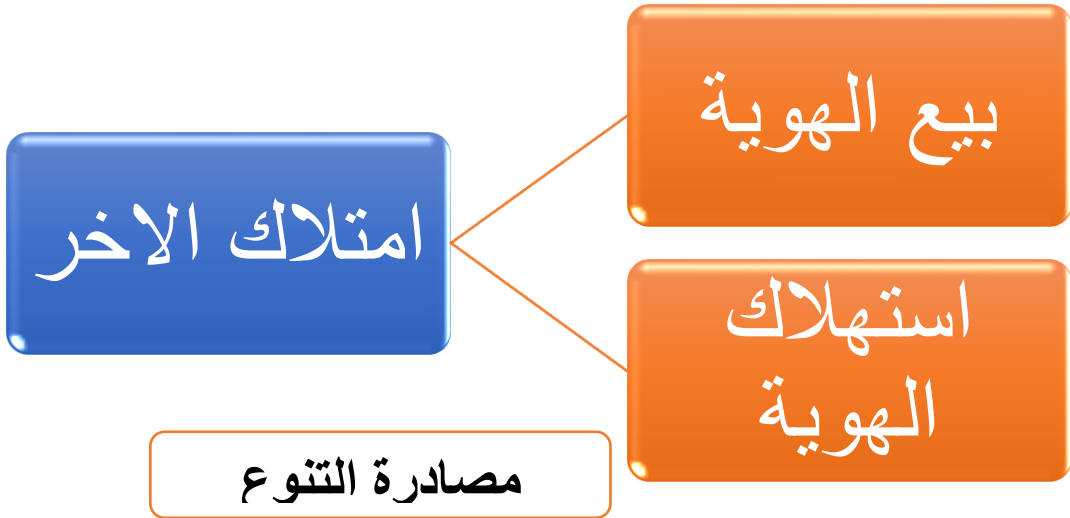 بيع الهوية
امتلاك الاخر
استهلاك
الهوية
مصادرة التنوع